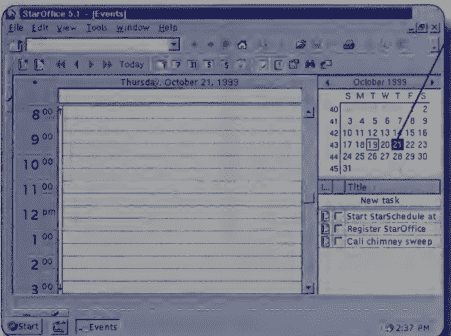 StarOffice 5.1 - [Events]
File Edit View Tools Window Help
Today
Thursday, October 21, 1999
October 1999
S M T W T F S
40 2
41 3 4 5 6 7 8 9
42 10 11 12 13 14 15 16
43 17 18 19 20 21 22 23
44 24 25 26 27 28 29 30
45 31
8 00
9 00
10 00
11 00
12 pm
1 00
2 00
3 00
Title
New task
Start StarSchedule at
Register StarOffice
Call chimney sweep
Start
Events
2:37 PM